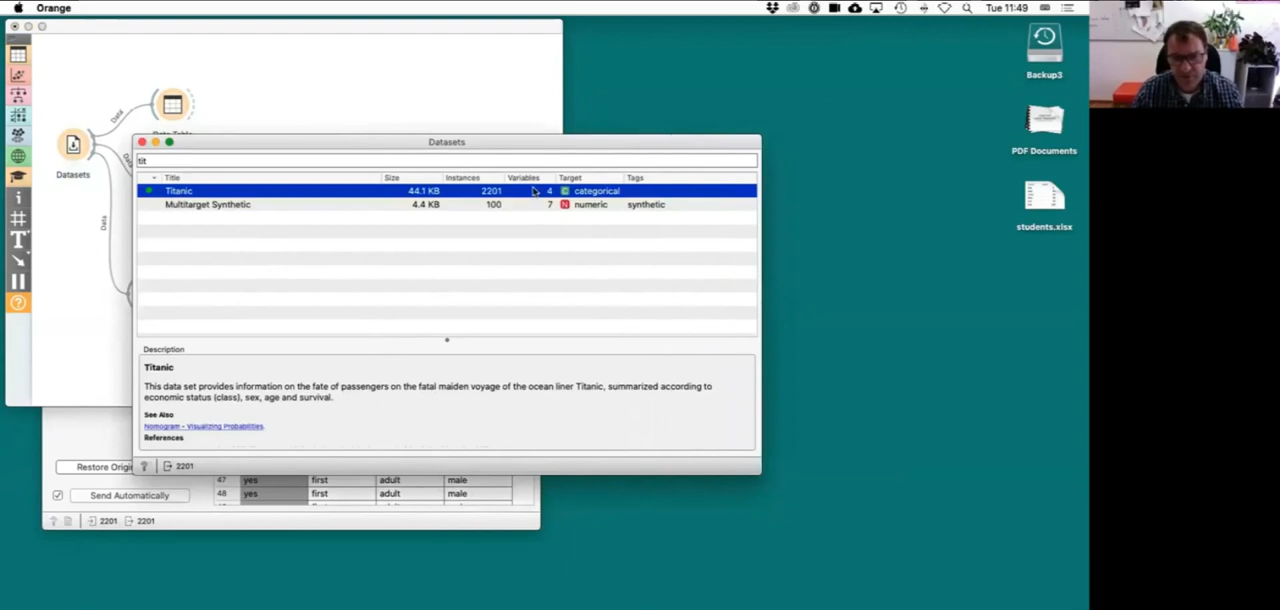 Orange
Tue 11:49
Backup3
PDF Documents
students.xlsx
Data
Data Table
Datasets
Data
Datasets
tit
Title Size Instances Variables Target Tags
Titanic 44.1 KB 2201 4 C categorical
Multitarget Synthetic 4.4 KB 100 7 N numeric synthetic
Description
Titanic
This data set provides information on the fate of passengers on the fatal maiden voyage of the ocean liner Titanic, summarized according to
economic status (class), sex, age and survival.
See Also
Nomogram - Visualizing Probabilities.
References
2201
Restore Origin
Send Automatically
47 yes first adult male
48 yes first adult male
2201 2201